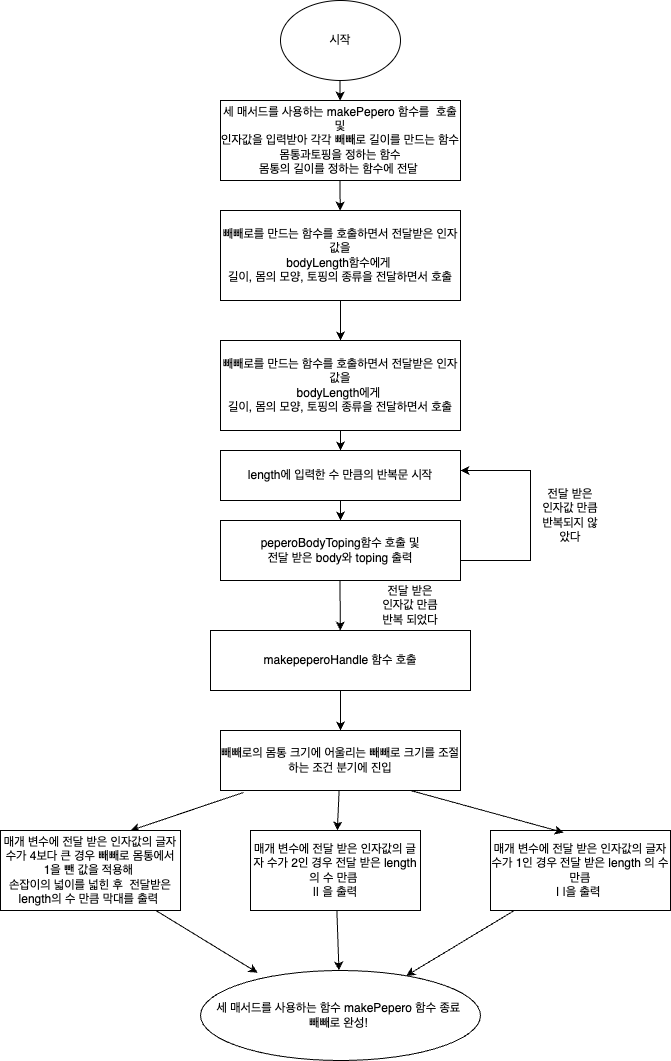 시작
세 매서드를 사용하는 makePepero 함수를  호출
및
인자값을 입력받아 각각 빼빼로 길이를 만드는 함수
몸통과토핑을 정하는 함수
몸통의 길이를 정하는 함수에 전달
빼빼로를 만드는 함수를 호출하면서 전달받은 인자
값을
bodyLength함수에게
길이, 몸의 모양, 토핑의 종류를 전달하면서 호출
빼빼로를 만드는 함수를 호출하면서 전달받은 인자
값을
bodyLength에게
길이, 몸의 모양, 토핑의 종류를 전달하면서 호출
length에 입력한 수 만큼의 반복문 시작
전달 받은
인자값 만큼
반복되지 않
았다
peperoBodyToping함수 호출 및
전달 받은 body와 toping 출력
전달 받은
인자값 만큼
반복 되었다
makepeperoHandle 함수 호출
빼빼로의 몸통 크기에 어울리는 빼빼로 크기를 조절
하는 조건 분기에 진입
매개 변수에 전달 받은 인자값의 글자
수가 4보다 큰 경우 빼빼로 몸통에서
1을 뺀 값을 적용해
손잡이의 넓이를 넓힌 후  전달받은
length의 수 만큼 막대를 출력
매개 변수에 전달 받은 인자값의 글
자 수가 2인 경우 전달 받은 length
의 수 만큼
II 을 출력
매개 변수에 전달 받은 인자값의 글자
수가 1인 경우 전달 받은 length 의 수
만큼
I I을 출력
세 매서드를 사용하는 함수 makePepero 함수 종료
빼빼로 완성!